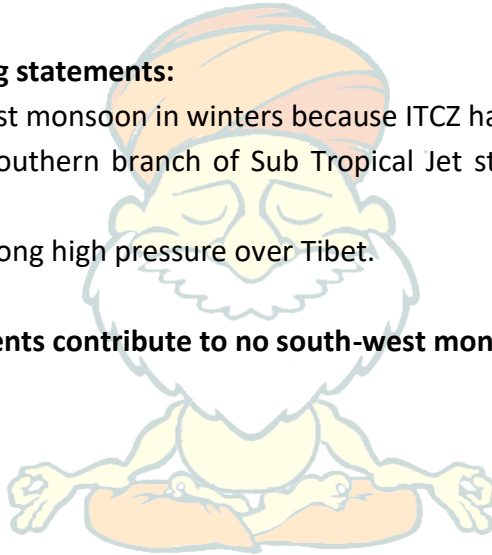 g statements:
st monsoon in winters because ITCZ ha
outhern branch of Sub Tropical Jet st
ong high pressure over Tibet.
ents contribute to no south-west mon